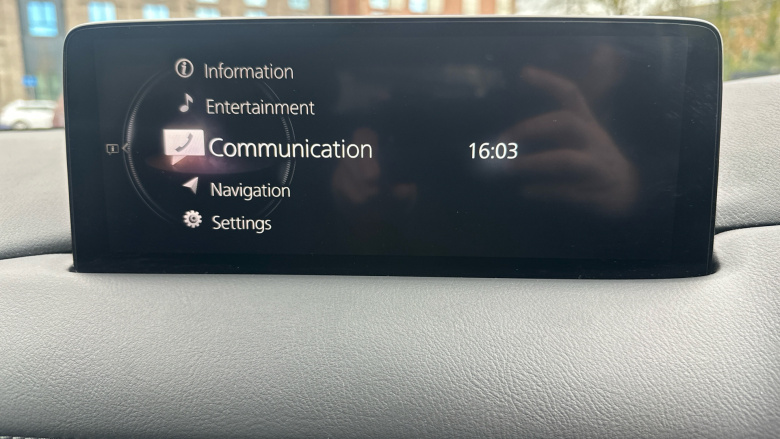 Information
Entertainment
Communication
16:03
Navigation
Settings